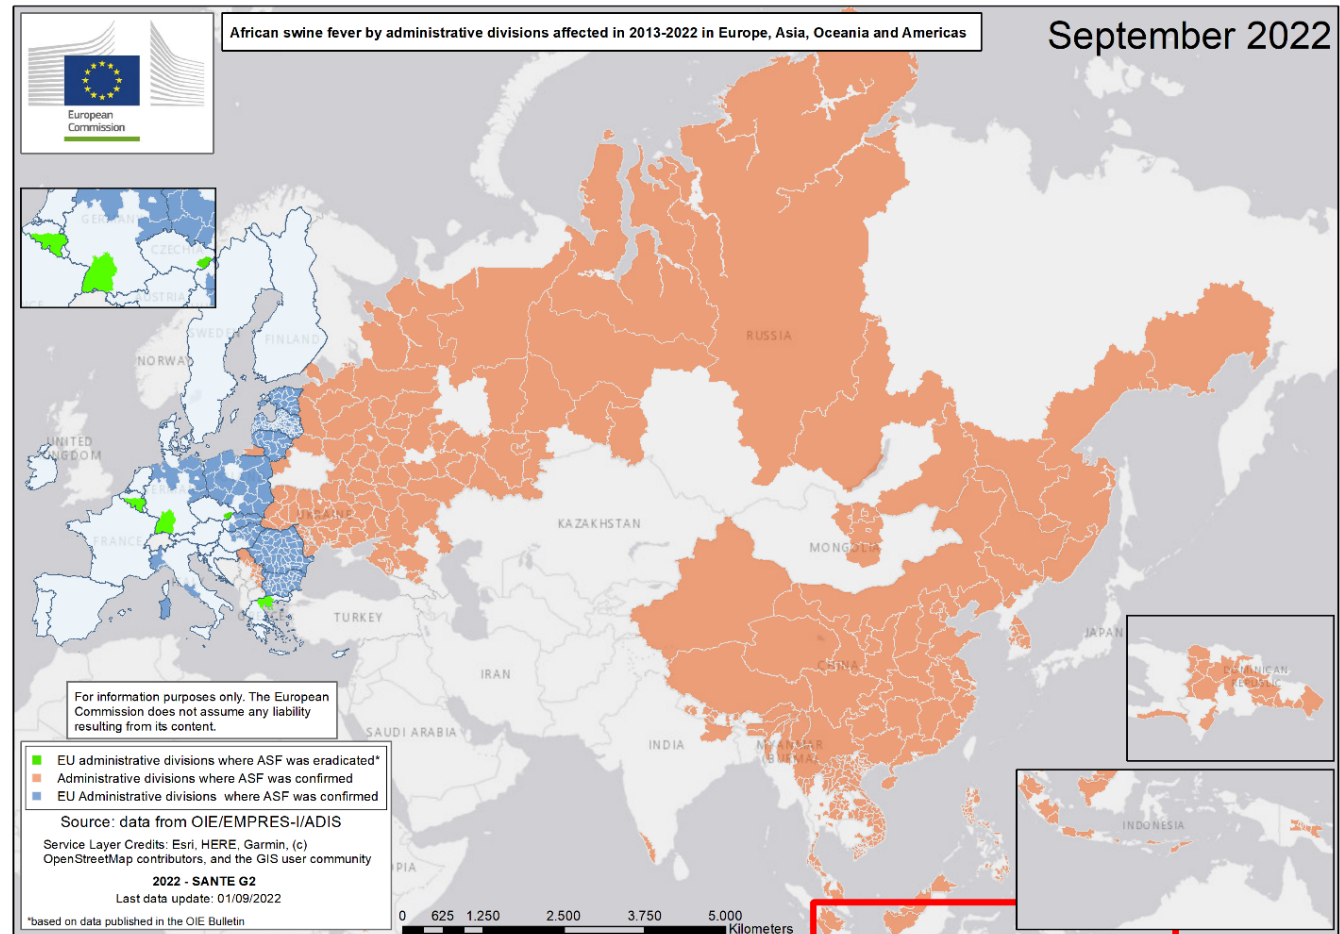 African swine fever by administrative divisions affected in 2013-2022 in Europe, Asia, Oceania and Americas
September 2022
European
Commission
GERMANY
CZECHIA
AUSTRIA
SWEDEN
FINLAND
NORWAY
RUSSIA
UNITED
KINGDOM
GERMANY
UKRAINE
FRANCE
KAZAKHSTAN
MONGOLIA
TURKEY
JAPAN
CHINA
IRAN
DOMINICAN
REPUBLIC
SAUDI ARABIA
INDIA
MYANMAR
(BURMA)
INDONESIA
OPIA
For information purposes only. The European
Commission does not assume any liability
resulting from its content.
EU administrative divisions where ASF was eradicated*
Administrative divisions where ASF was confirmed
EU Administrative divisions where ASF was confirmed
Source: data from OIE/EMPRES-I/ADIS
Service Layer Credits: Esri, HERE, Garmin, (c)
OpenStreetMap contributors, and the GIS user community
2022 - SANTE G2
Last data update: 01/09/2022
*based on data published in the OIE Bulletin
0 625 1.250 2.500 3.750 5.000
Kilometers